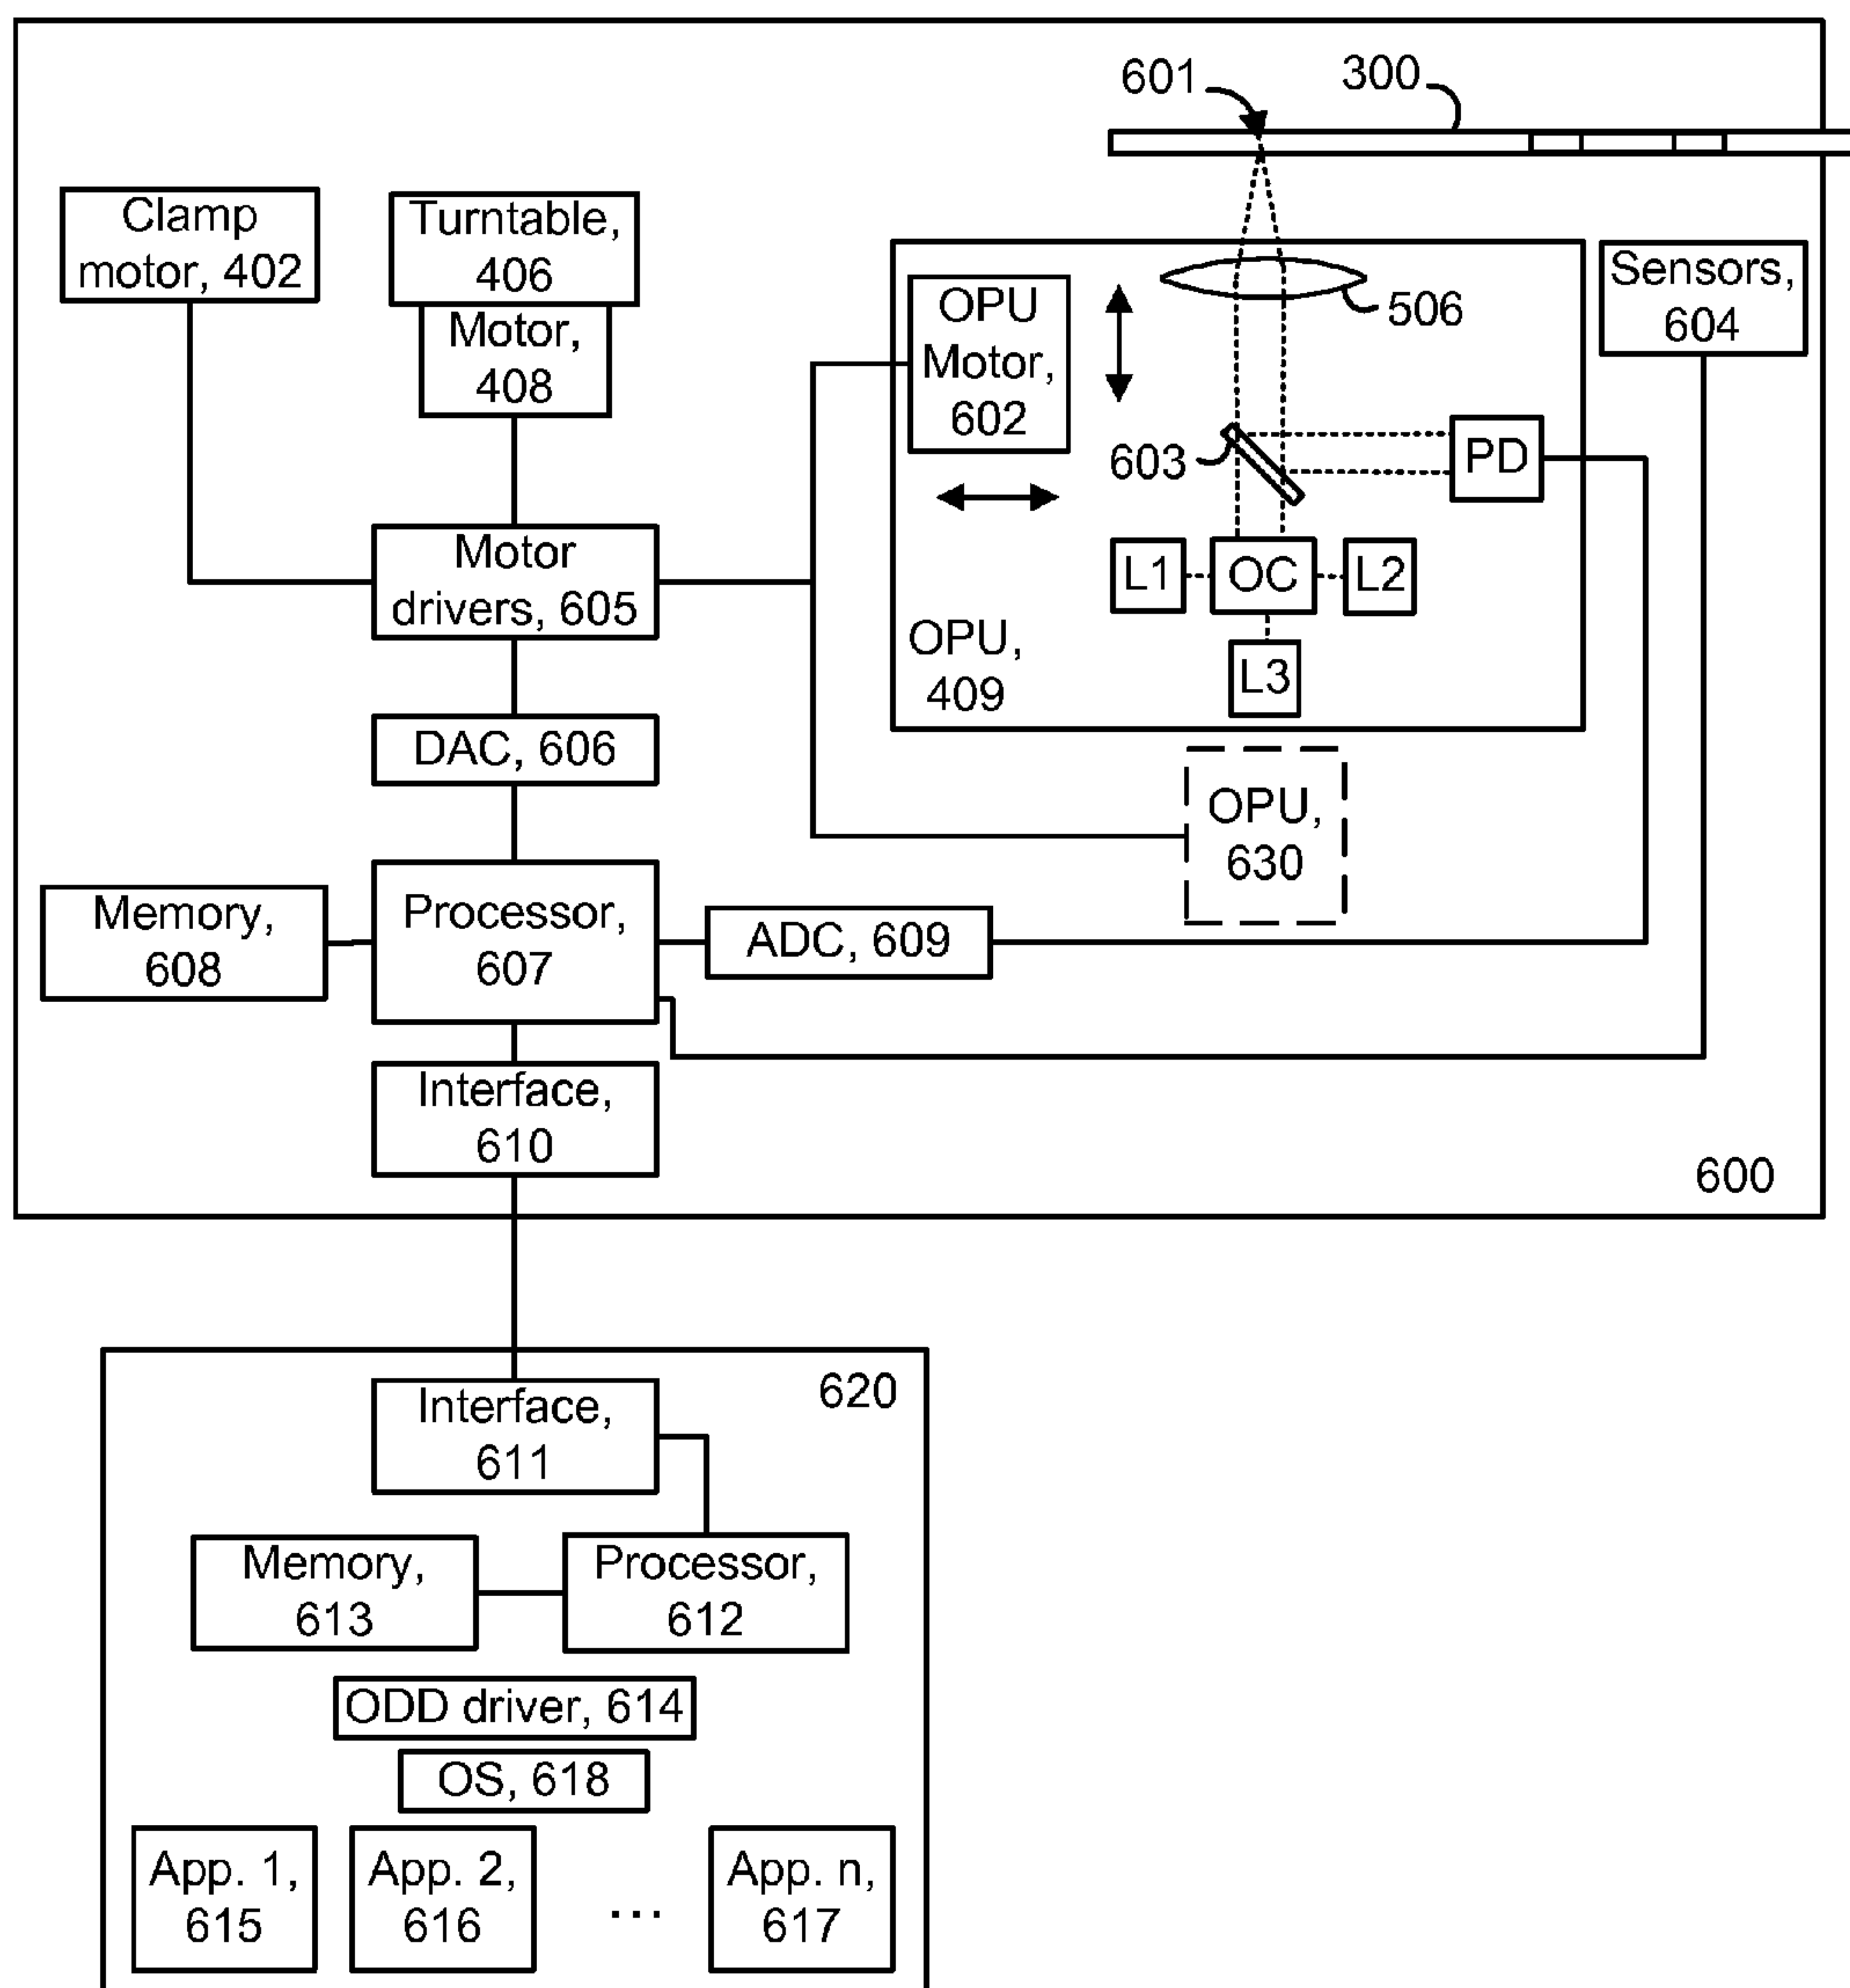 601
300
Clamp
motor, 402
Turntable,
406
Motor,
408
OPU
Motor,
602
506
Sensors,
604
603
PD
L1
OC
L2
L3
OPU,
409
Motor
drivers, 605
DAC, 606
OPU,
630
Memory,
608
Processor,
607
ADC, 609
Interface,
610
600
620
Interface,
611
Memory,
613
Processor,
612
ODD driver, 614
OS, 618
App. 1,
615
App. 2,
616
...
App. n,
617